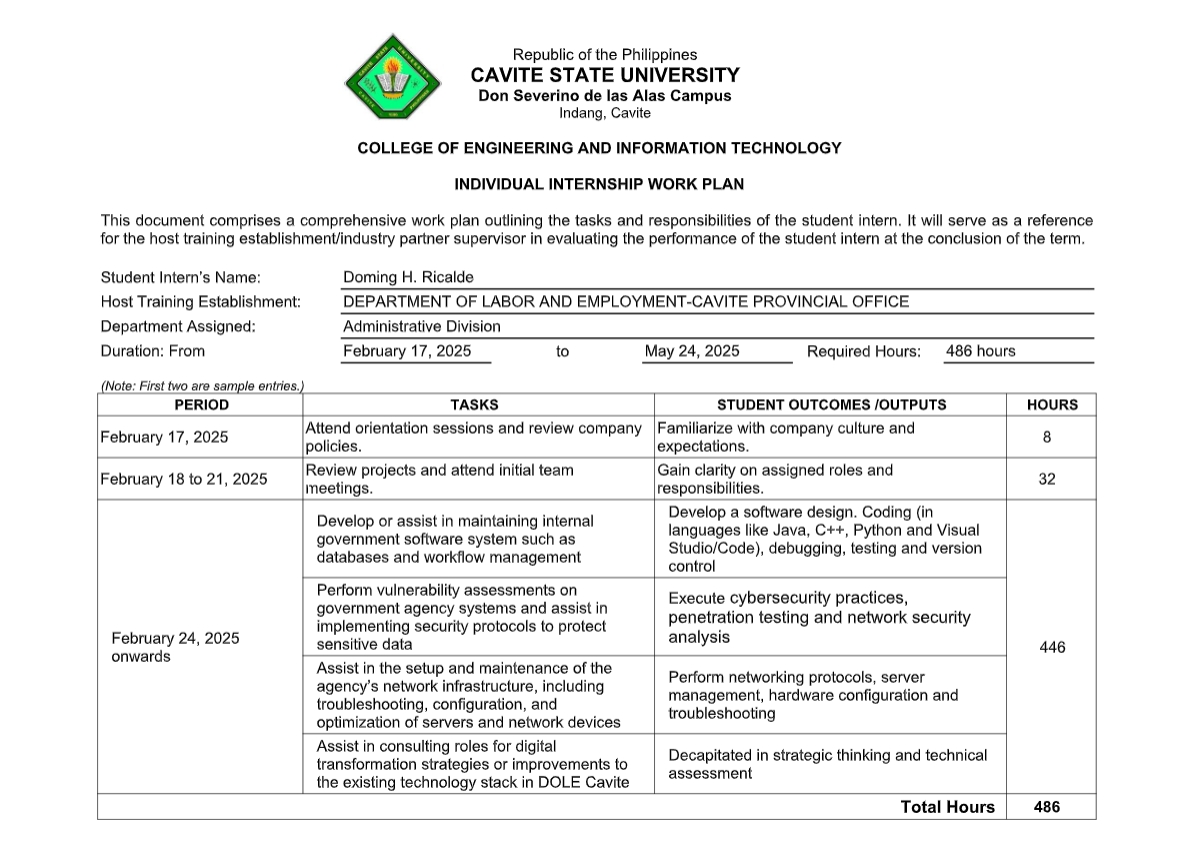 Republic of the Philippines
CAVITE STATE UNIVERSITY
Don Severino de las Alas Campus
Indang, Cavite
COLLEGE OF ENGINEERING AND INFORMATION TECHNOLOGY
INDIVIDUAL INTERNSHIP WORK PLAN
This document comprises a comprehensive work plan outlining the tasks and responsibilities of the student intern. It will serve as a reference
for the host training establishment/industry partner supervisor in evaluating the performance of the student intern at the conclusion of the term.
Student Intern's Name: Doming H. Ricalde
Host Training Establishment: DEPARTMENT OF LABOR AND EMPLOYMENT-CAVITE PROVINCIAL OFFICE
Department Assigned: Administrative Division
Duration: From February 17, 2025 to May 24, 2025 Required Hours: 486 hours
(Note: First two are sample entries.)
PERIOD TASKS STUDENT OUTCOMES /OUTPUTS HOURS
February 17, 2025
Attend orientation sessions and review company
policies.
Familiarize with company culture and
expectations.
8
February 18 to 21, 2025
Review projects and attend initial team
meetings.
Gain clarity on assigned roles and
responsibilities.
32
February 24, 2025
onwards
Develop or assist in maintaining internal
government software system such as
databases and workflow management
Develop a software design. Coding (in
languages like Java, C++, Python and Visual
Studio/Code), debugging, testing and version
control
Perform vulnerability assessments on
government agency systems and assist in
implementing security protocols to protect
sensitive data
Execute cybersecurity practices,
penetration testing and network security
analysis
Assist in the setup and maintenance of the
agency's network infrastructure, including
troubleshooting, configuration, and
optimization of servers and network devices
Perform networking protocols, server
management, hardware configuration and
troubleshooting
Assist in consulting roles for digital
transformation strategies or improvements to
the existing technology stack in DOLE Cavite
Decapitated in strategic thinking and technical
assessment
446
Total Hours 486